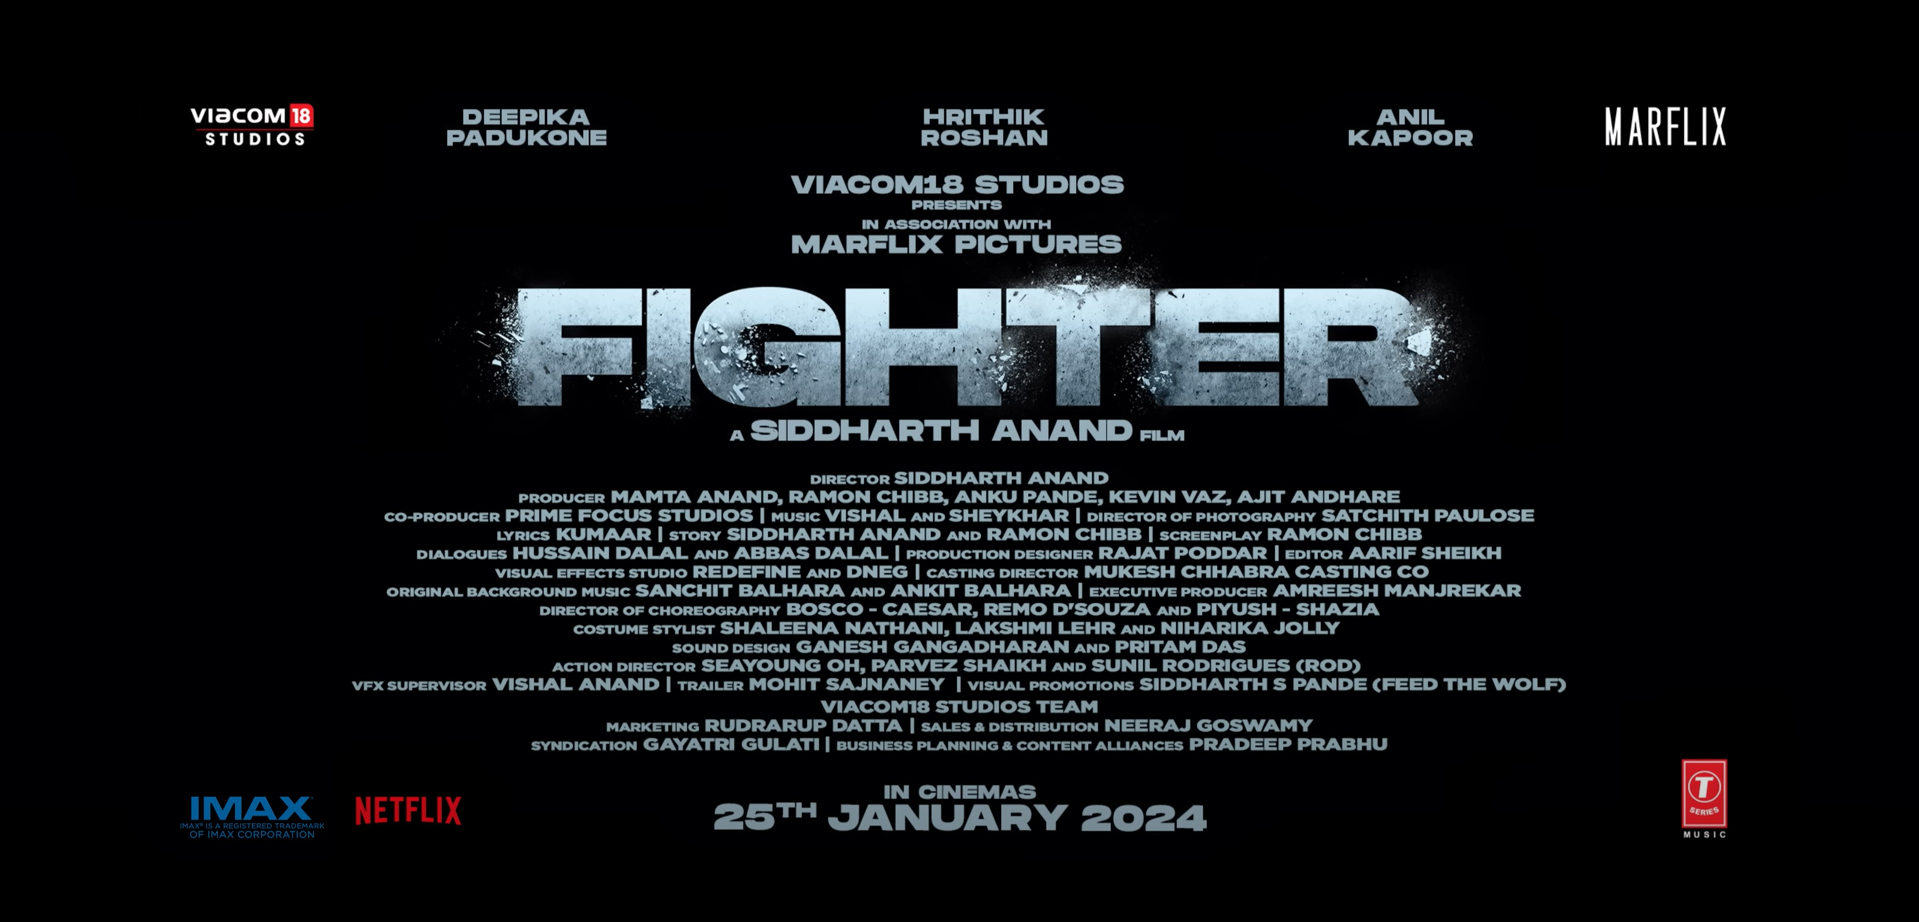 VIACOM 18
STUDIOS
DEEPIKA
PADUKONE
HRITHIK
ROSHAN
ANIL
KAPOOR
MARFLIX
VIACOM18 STUDIOS
PRESENTS
IN ASSOCIATION WITH
MARFLIX PICTURES
FIGHTER
A SIDDHARTH ANAND FILM
DIRECTOR SIDDHARTH ANAND
PRODUCER MAMTA ANAND, RAMON CHIBB, ANKU PANDE, KEVIN VAZ, AJIT ANDHARE
CO-PRODUCER PRIME FOCUS STUDIOS | MUSIC VISHAL AND SHEYKHAR | DIRECTOR OF PHOTOGRAPHY SATCHITH PAULOSE
LYRICS KUMAAR | STORY SIDDHARTH ANAND AND RAMON CHIBB | SCREENPLAY RAMON CHIBB
DIALOGUES HUSSAIN DALAL AND ABBAS DALAL | PRODUCTION DESIGNER RAJAT PODDAR | EDITOR AARIF SHEIKH
VISUAL EFFECTS STUDIO REDEFINE AND DNEG | CASTING DIRECTOR MUKESH CHHABRA CASTING CO
ORIGINAL BACKGROUND MUSIC SANCHIT BALHARA AND ANKIT BALHARA | EXECUTIVE PRODUCER AMREESH MANJREKAR
DIRECTOR OF CHOREOGRAPHY BOSCO - CAESAR, REMO D'SOUZA AND PIYUSH - SHAZIA
COSTUME STYLIST SHALEENA NATHANI, LAKSHMI LEHR AND NIHARIKA JOLLY
SOUND DESIGN GANESH GANGADHARAN AND PRITAM DAS
ACTION DIRECTOR SEAYOUNG OH, PARVEZ SHAIKH AND SUNIL RODRIGUES (ROD)
VFX SUPERVISOR VISHAL ANAND | TRAILER MOHIT SAJNANEY | VISUAL PROMOTIONS SIDDHARTH S PANDE (FEED THE WOLF)
VIACOM18 STUDIOS TEAM
MARKETING RUDRARUP DATTA | SALES & DISTRIBUTION NEERAJ GOSWAMY
SYNDICATION GAYATRI GULATI | BUSINESS PLANNING & CONTENT ALLIANCES PRADEEP PRABHU
IMAX
IMAX® IS A REGISTERED TRADEMARK
OF IMAX CORPORATION
NETFLIX
IN CINEMAS
25TH JANUARY 2024
T
SERIES
MUSIC